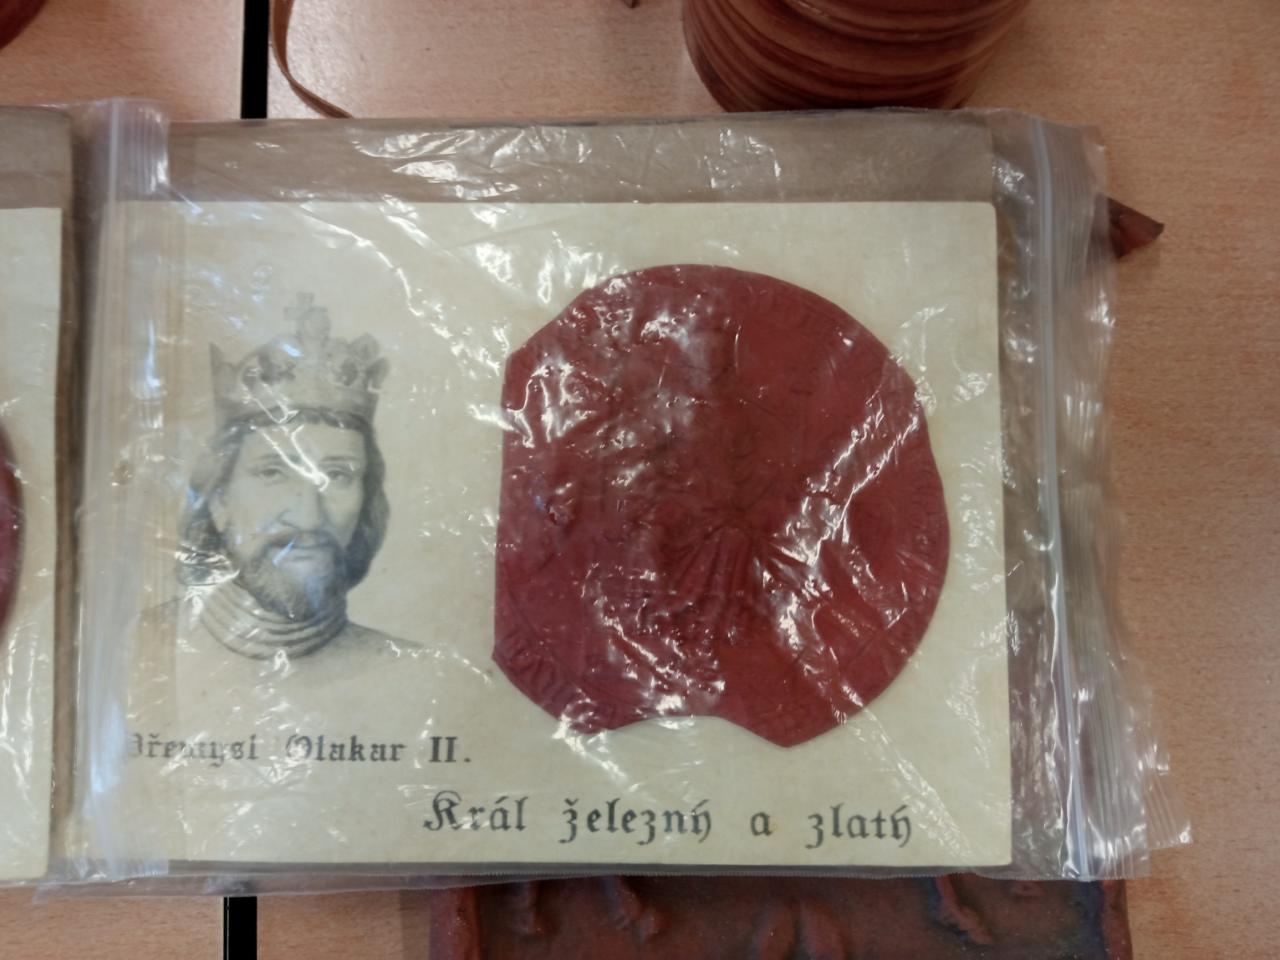 Přemysl Otakar II.
Král železný a zlatý